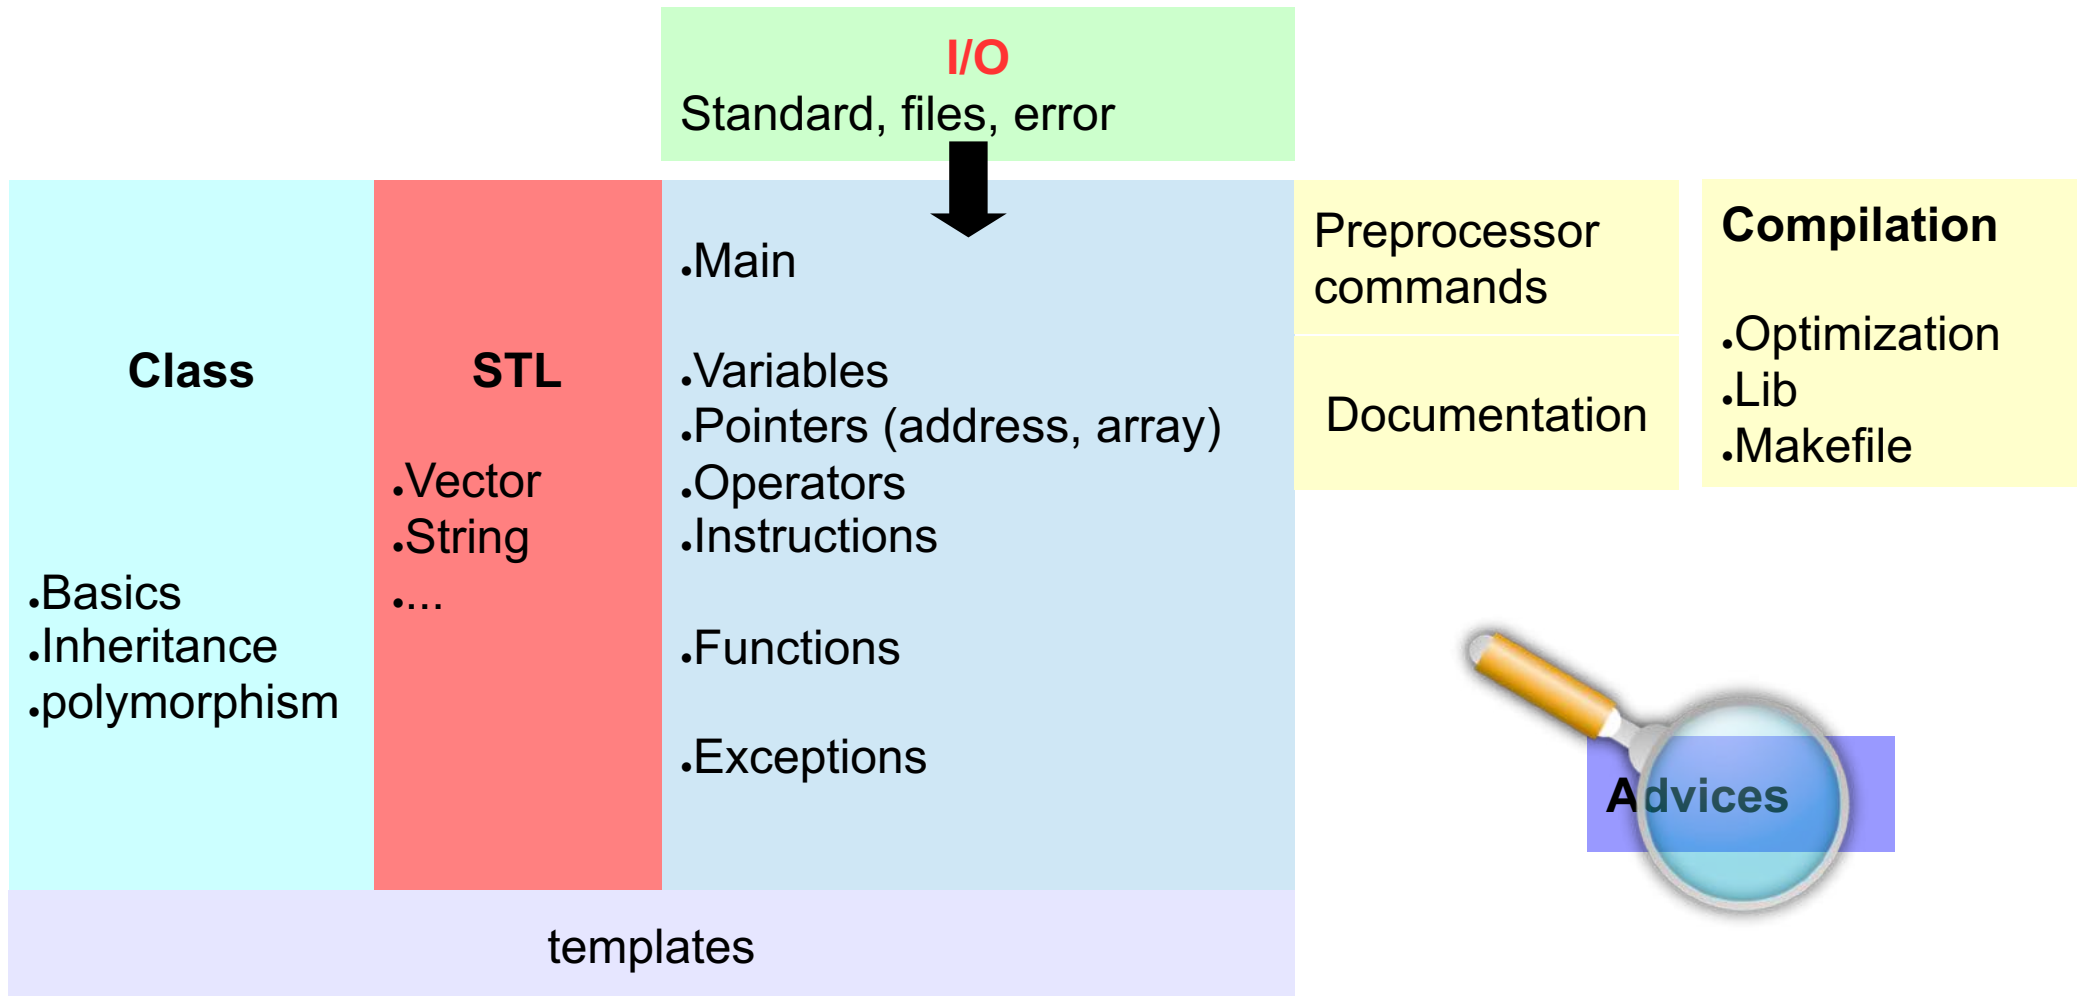 I/O
Standard, files, error
Class
●Basics
●Inheritance
●polymorphism
STL
●Vector
●String
●...
●Main
●Variables
●Pointers (address, array)
●Operators
●Instructions
●Functions
●Exceptions
Preprocessor
commands
Documentation
Compilation
●Optimization
●Lib
●Makefile
Advices
templates